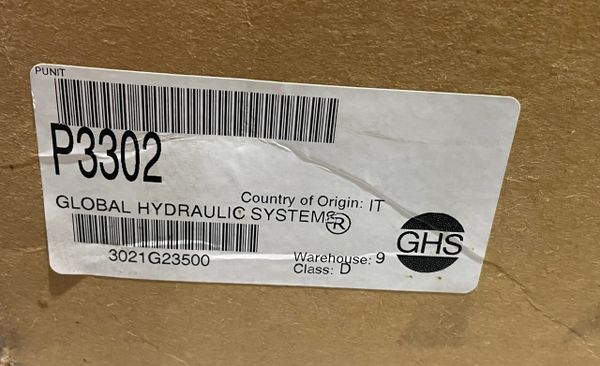 PUNIT
P3302
Country of Origin: IT
GLOBAL HYDRAULIC SYSTEMS®
3021G23500
Warehouse: 9
Class: D
GHS